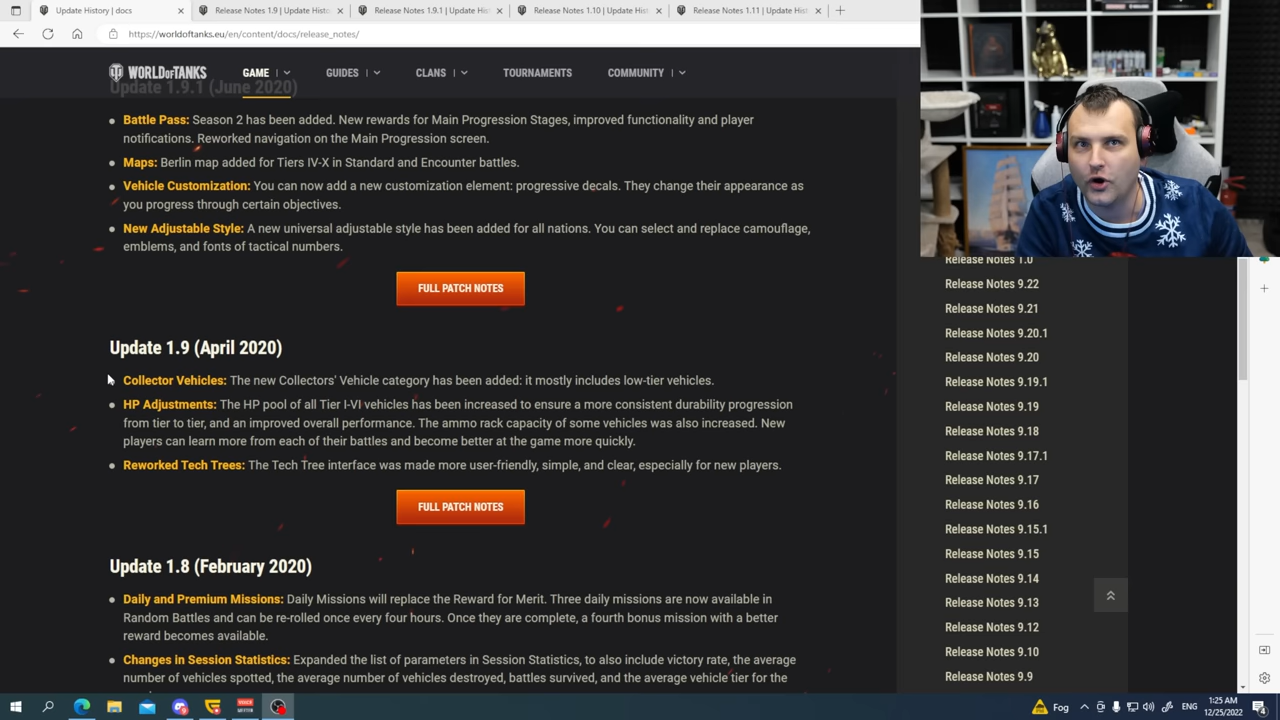 Update History | docs
Release Notes 1.9 | Update Histo
Release Notes 1.9.1 | Update Hist
Release Notes 1.10 | Update Hist
Release Notes 1.11 | Update Hist
https://worldoftanks.eu/en/content/docs/release_notes/
WORLD OF TANKS
GAME
GUIDES
CLANS
TOURNAMENTS
COMMUNITY
Update 1.9.1 (June 2020)
Battle Pass: Season 2 has been added. New rewards for Main Progression Stages, improved functionality and player
notifications. Reworked navigation on the Main Progression screen.
Maps: Berlin map added for Tiers IV-X in Standard and Encounter battles.
Vehicle Customization: You can now add a new customization element: progressive decals. They change their appearance as
you progress through certain objectives.
New Adjustable Style: A new universal adjustable style has been added for all nations. You can select and replace camouflage,
emblems, and fonts of tactical numbers.
FULL PATCH NOTES
Update 1.9 (April 2020)
Collector Vehicles: The new Collectors' Vehicle category has been added: it mostly includes low-tier vehicles.
HP Adjustments: The HP pool of all Tier I-VI vehicles has been increased to ensure a more consistent durability progression
from tier to tier, and an improved overall performance. The ammo rack capacity of some vehicles was also increased. New
players can learn more from each of their battles and become better at the game more quickly.
Reworked Tech Trees: The Tech Tree interface was made more user-friendly, simple, and clear, especially for new players.
FULL PATCH NOTES
Update 1.8 (February 2020)
Daily and Premium Missions: Daily Missions will replace the Reward for Merit. Three daily missions are now available in
Random Battles and can be re-rolled once every four hours. Once they are complete, a fourth bonus mission with a better
reward becomes available.
Changes in Session Statistics: Expanded the list of parameters in Session Statistics, to also include victory rate, the average
number of vehicles spotted, the average number of vehicles destroyed, battles survived, and the average vehicle tier for the
Release Notes 1.0
Release Notes 9.22
Release Notes 9.21
Release Notes 9.20.1
Release Notes 9.20
Release Notes 9.19.1
Release Notes 9.19
Release Notes 9.18
Release Notes 9.17.1
Release Notes 9.17
Release Notes 9.16
Release Notes 9.15.1
Release Notes 9.15
Release Notes 9.14
Release Notes 9.13
Release Notes 9.12
Release Notes 9.10
Release Notes 9.9
Fog
ENG
1:25 AM
12/25/2022
4